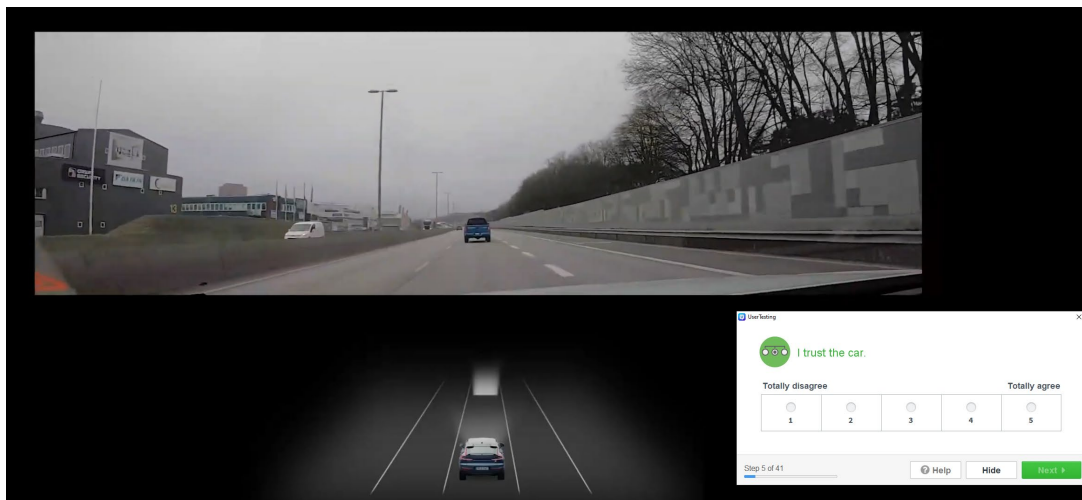 UserTesting
I trust the car.
Totally disagree
Totally agree
1 2 3 4 5
Step 5 of 41
Help
Hide
Next